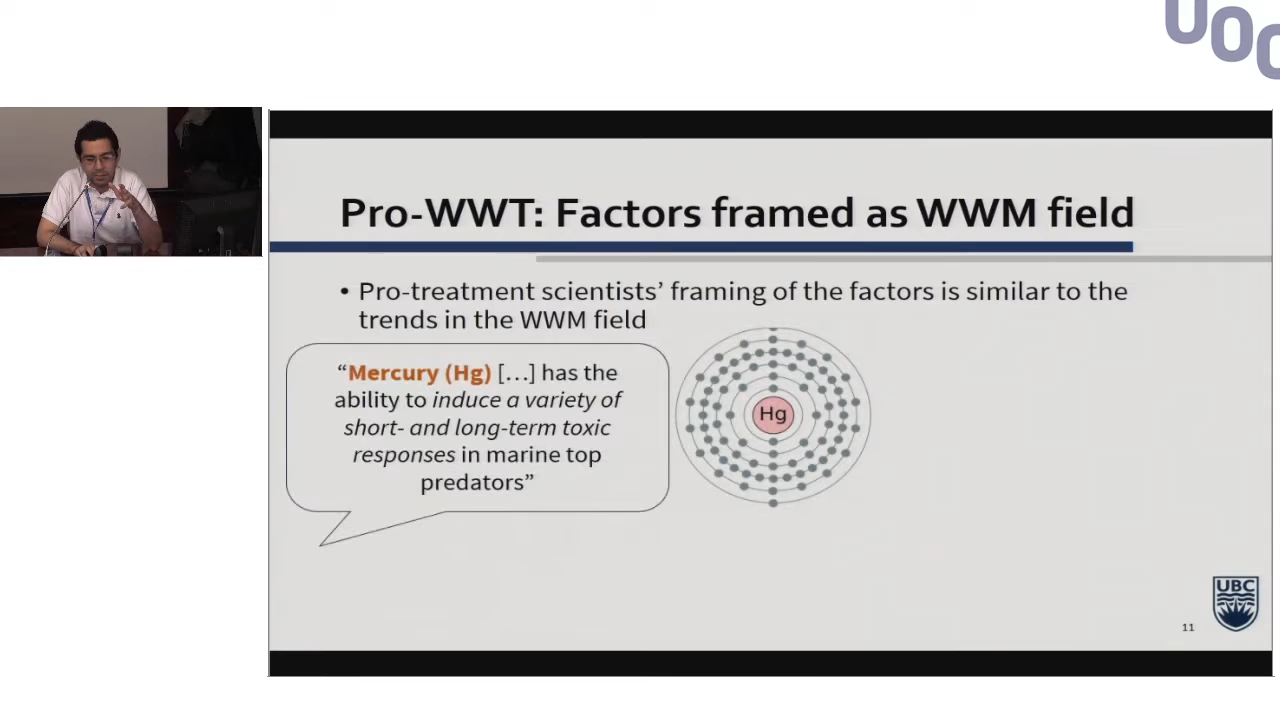 UOC
Pro-WWT: Factors framed as WWM field
• Pro-treatment scientists’ framing of the factors is similar to the
trends in the WWM field
“Mercury (Hg) […] has the
ability to induce a variety of
short- and long-term toxic
responses in marine top
predators”
Hg
UBC
11